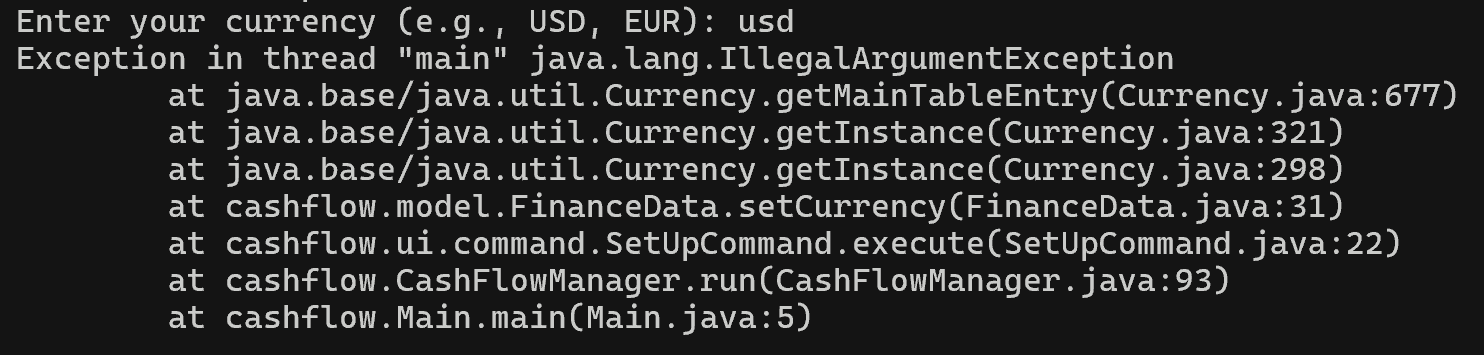 Enter your currency (e.g., USD, EUR): usd
Exception in thread "main" java.lang.IllegalArgumentException
at java.base/java.util.Currency.getMainTableEntry(Currency.java:677)
at java.base/java.util.Currency.getInstance(Currency.java:321)
at java.base/java.util.Currency.getInstance(Currency.java:298)
at cashflow.model.FinanceData.setCurrency(FinanceData.java:31)
at cashflow.ui.command.SetUpCommand.execute(SetUpCommand.java:22)
at cashflow.CashFlowManager.run(CashFlowManager.java:93)
at cashflow.Main.main(Main.java:5)